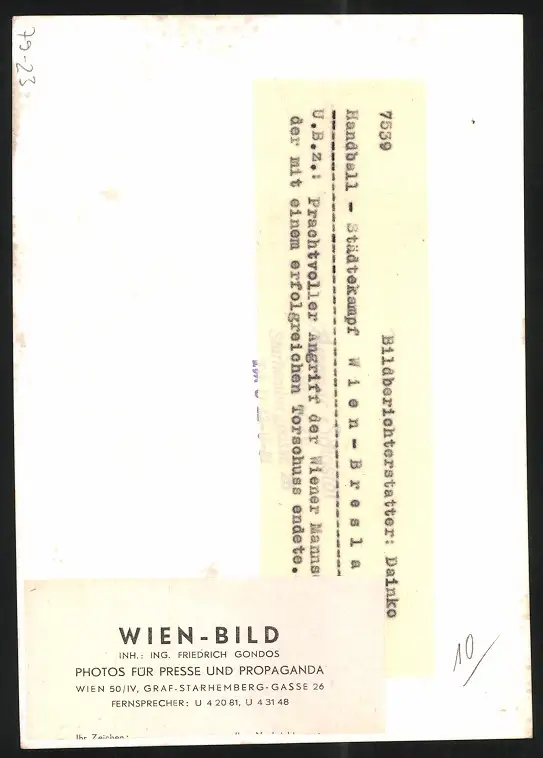 79-23
7539
Bildberichterstatter: Dainko
Handball - Städtekampf W i e n - B r e s l a
U.B.z.: Prachtvoller Angriff der Wiener Manns
der mit einem erfolgreichen Torschuss endete.
WIEN-BILD
INH.: ING. FRIEDRICH GONDOS
PHOTOS FÜR PRESSE UND PROPAGANDA
WIEN 50/IV, GRAF-STARHEMBERG-GASSE 26
FERNSPRECHER: U 4 20 81, U 4 31 48
Ihr Zeichen:
10/